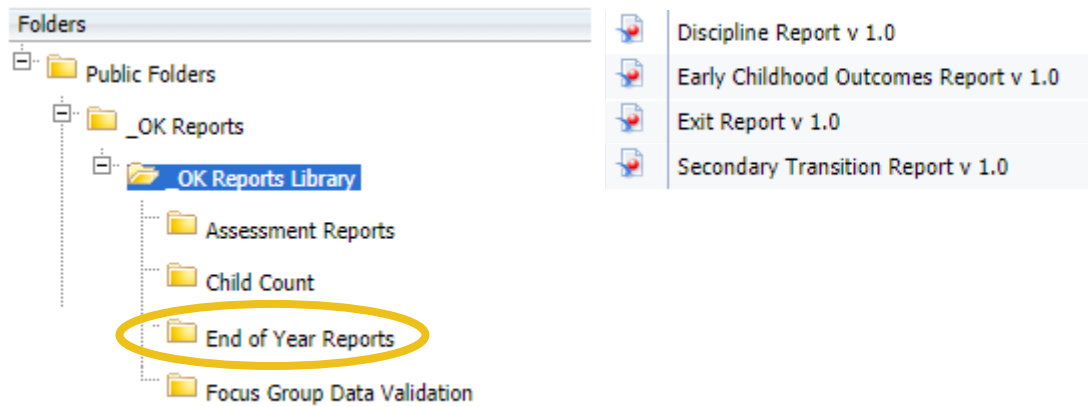 Folders
Public Folders
_OK Reports
_OK Reports Library
Assessment Reports
Child Count
End of Year Reports
Focus Group Data Validation
Discipline Report v 1.0
Early Childhood Outcomes Report v 1.0
Exit Report v 1.0
Secondary Transition Report v 1.0